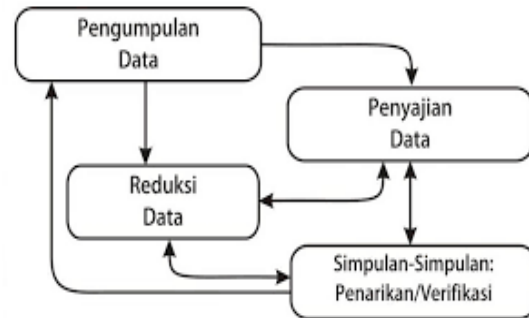 Pengumpulan
Data
Penyajian
Data
Reduksi
Data
Simpulan-Simpulan:
Penarikan/Verifikasi